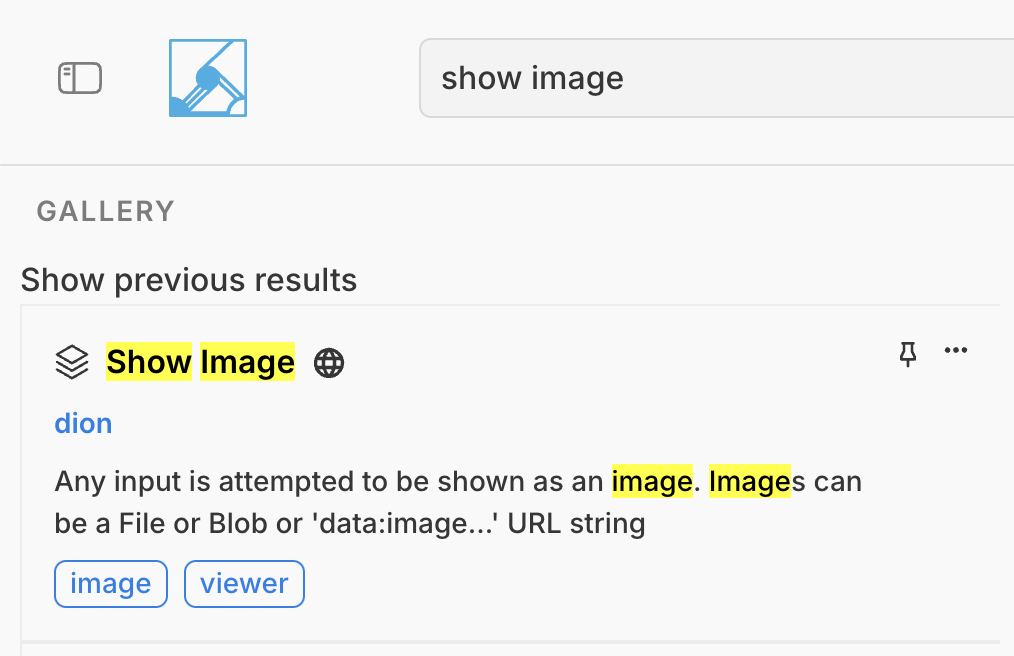 show image
GALLERY
Show previous results
Show Image
dion
Any input is attempted to be shown as an image. Images can
be a File or Blob or 'data:image...' URL string
image viewer